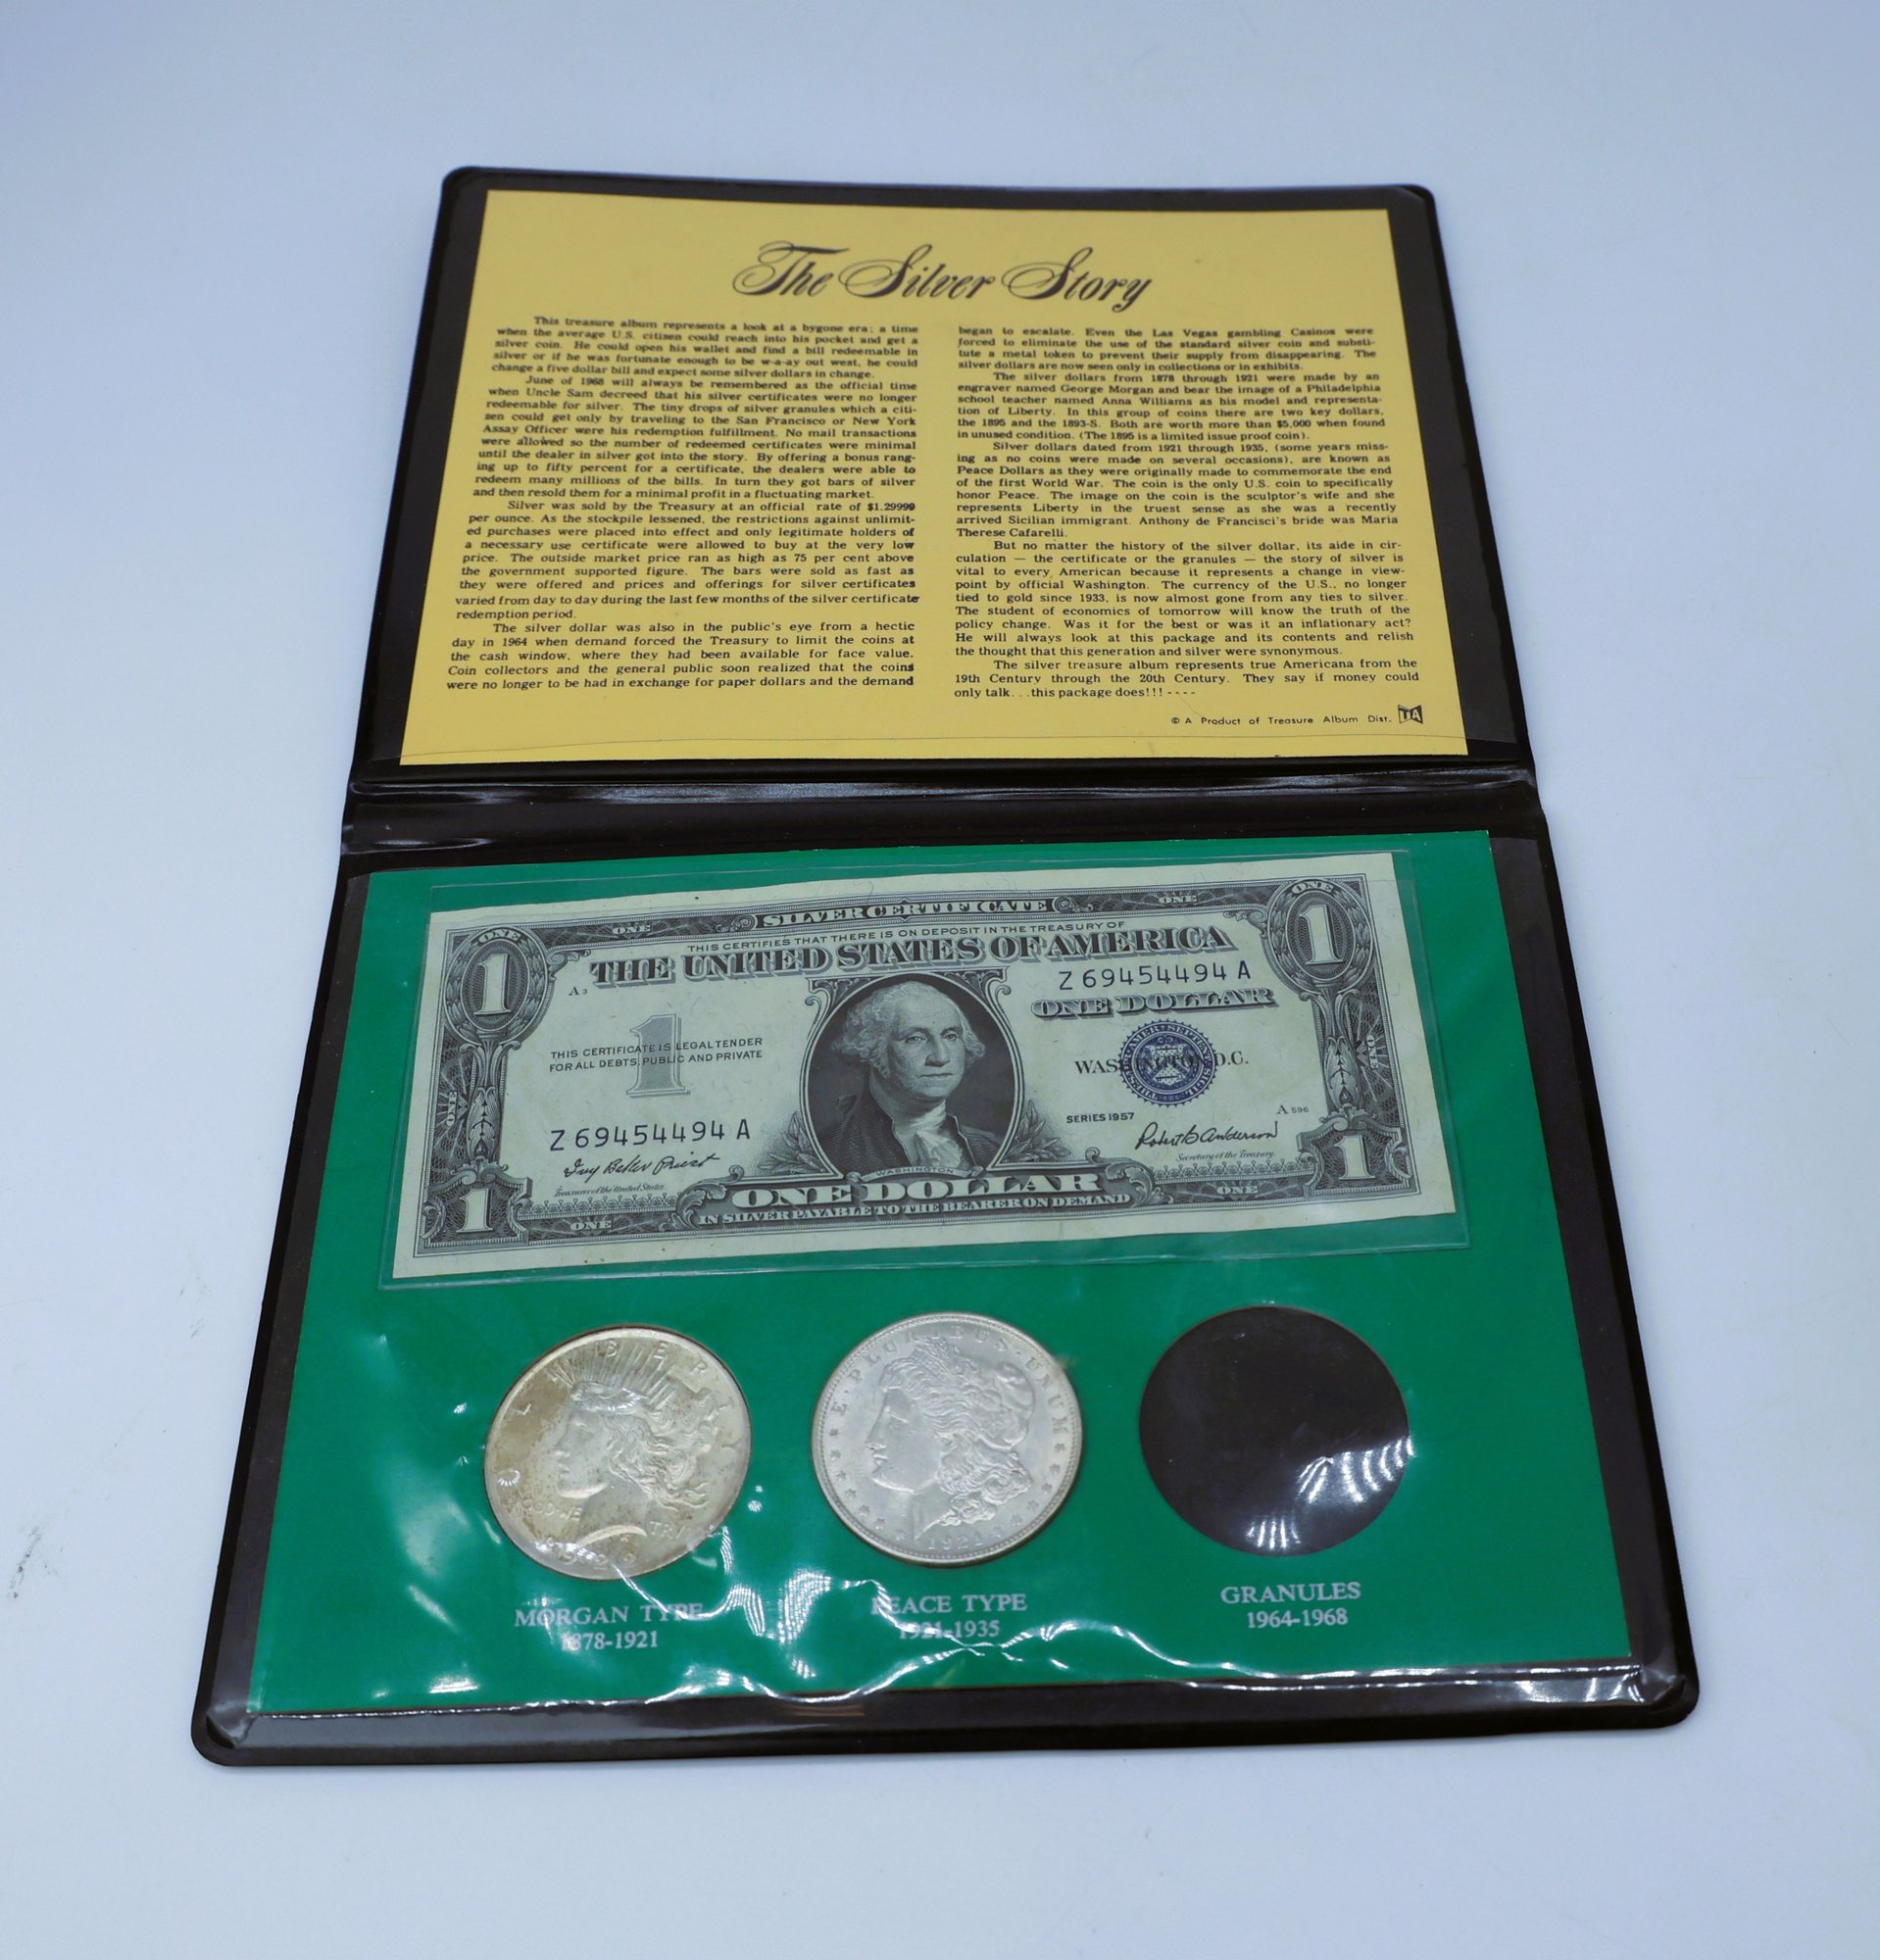 The Silver Story
This treasure album represents a look at a bygone era; a time
when the average U.S. citizen could reach into his pocket and get a
silver coin. He could open his wallet and find a bill redeemable in
silver or if he was fortunate enough to be w-a-ay out west, he could
change a five dollar bill and expect some silver dollars in change.
June of 1968 will always be remembered as the official time
when Uncle Sam decreed that his silver certificates were no longer
redeemable for silver. The tiny drops of silver granules which a citi-
zen could get only by traveling to the San Francisco or New York
Assay Officer were his redemption fulfillment. No mail transactions
were allowed so the number of redeemed certificates were minimal
until the dealer in silver got into the story. By offering a bonus rang-
ing up to fifty percent for a certificate, the dealers were able to
redeem many millions of the bills. In turn they got bars of silver
and then resold them for a minimal profit in a fluctuating market.
Silver was sold by the Treasury at an official rate of $1.29999
per ounce. As the stockpile lessened, the restrictions against unlimit-
ed purchases were placed into effect and only legitimate holders of
a necessary use certificate were allowed to buy at the very low
price. The outside market price ran as high as 75 per cent above
the government supported figure. The bars were sold as fast as
they were offered and prices and offerings for silver certificates
varied from day to day during the last few months of the silver certificate
redemption period.
The silver dollar was also in the public's eye from a hectic
day in 1964 when demand forced the Treasury to limit the coins at
the cash window, where they had been available for face value.
Coin collectors and the general public soon realized that the coins
were no longer to be had in exchange for paper dollars and the demand
began to escalate. Even the Las Vegas gambling Casinos were
forced to eliminate the use of the standard silver coin and substi-
tute a metal token to prevent their supply from disappearing. The
silver dollars are now seen only in collections or in exhibits.
The silver dollars from 1878 through 1921 were made by an
engraver named George Morgan and bear the image of a Philadelphia
school teacher named Anna Williams as his model and representa-
tion of Liberty. In this group of coins there are two key dollars,
the 1895 and the 1893-S. Both are worth more than $5,000 when found
in unused condition. (The 1895 is a limited issue proof coin).
Silver dollars dated from 1921 through 1935, (some years miss-
ing as no coins were made on several occasions), are known as
Peace Dollars as they were originally made to commemorate the end
of the first World War. The coin is the only U.S. coin to specifically
honor Peace. The image on the coin is the sculptor's wife and she
represents Liberty in the truest sense as she was a recently
arrived Sicilian immigrant. Anthony de Francisci's bride was Maria
Therese Cafarelli.
But no matter the history of the silver dollar, its aide in cir-
culation — the certificate or the granules — the story of silver is
vital to every American because it represents a change in view-
point by official Washington. The currency of the U.S., no longer
tied to gold since 1933, is now almost gone from any ties to silver.
The student of economics of tomorrow will know the truth of the
policy change. Was it for the best or was it an inflationary act?
He will always look at this package and its contents and relish
the thought that this generation and silver were synonymous.
The silver treasure album represents true Americana from the
19th Century through the 20th Century. They say if money could
only talk. . .this package does!!! - - - -
© A Product of Treasure Album Dist. TA
ONE SILVER CERTIFICATE ONE
ONE ONE
1 1
THIS CERTIFIES THAT THERE IS ON DEPOSIT IN THE TREASURY OF
THE UNITED STATES OF AMERICA
A3
Z 69454494 A
ONE DOLLAR
1
THIS CERTIFICATE IS LEGAL TENDER
FOR ALL DEBTS, PUBLIC AND PRIVATE
WASHINGTON, D.C.
ONE ONE
SERIES 1957
A 596
Z 69454494 A
Ivy Baker Priest
Treasurer of the United States
Robert B Anderson
Secretary of the Treasury
WASHINGTON
1 1
ONE DOLLAR
IN SILVER PAYABLE TO THE BEARER ON DEMAND
ONE ONE
LIBERTY
E·PLURIBUS·UNUM
1921
MORGAN TYPE
1878-1921
PEACE TYPE
1921-1935
GRANULES
1964-1968